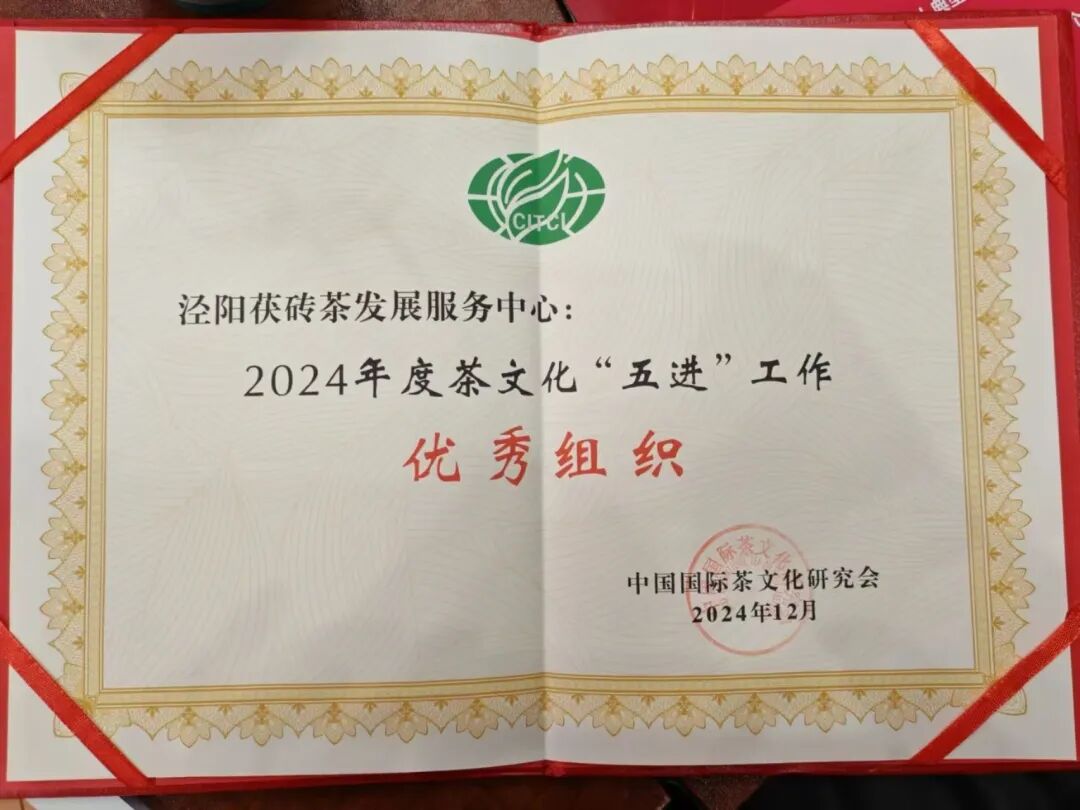 CITCI
泾阳茯砖茶发展服务中心：
2024年度茶文化“五进”工作
优秀组织
中国国际茶文化研究会
2024年12月